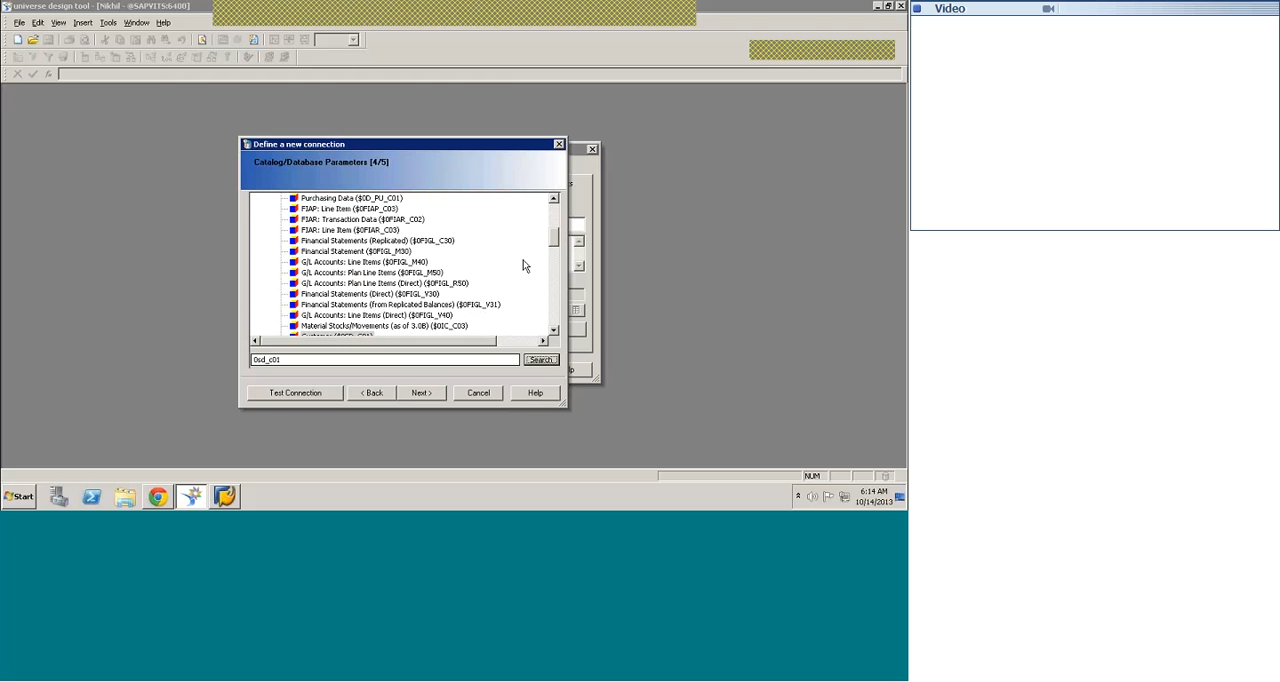 universe design tool - [Nikhil - @SAPVITS:6400]
Video
File Edit View Insert Tools Window Help
Define a new connection
Catalog/Database Parameters [4/5]
Purchasing Data ($0D_PU_C01)
FIAP: Line Item ($0FIAP_C03)
FIAR: Transaction Data ($0FIAR_C02)
FIAR: Line Item ($0FIAR_C03)
Financial Statements (Replicated) ($0FIGL_C30)
Financial Statement ($0FIGL_M30)
G/L Accounts: Line Items ($0FIGL_M40)
G/L Accounts: Plan Line Items ($0FIGL_M50)
G/L Accounts: Plan Line Items (Direct) ($0FIGL_R50)
Financial Statements (Direct) ($0FIGL_V30)
Financial Statements (from Replicated Balances) ($0FIGL_V31)
G/L Accounts: Line Items (Direct) ($0FIGL_V40)
Material Stocks/Movements (as of 3.0B) ($0IC_C03)
Customer ($0SD_C01)
0sd_c01 Search
Test Connection < Back Next > Cancel Help
NUM
Start
6:14 AM
10/14/2013